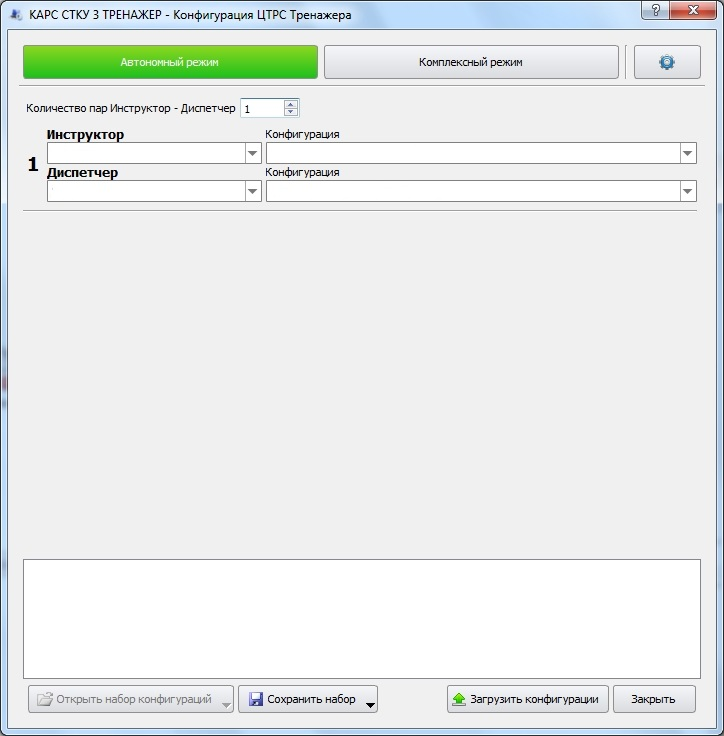 КАРС СТКУ 3 ТРЕНАЖЕР - Конфигурация ЦТРС Тренажера
?
Автономный режим Комплексный режим
Количество пар Инструктор - Диспетчер 1
Инструктор Конфигурация
1
Диспетчер Конфигурация
Открыть набор конфигураций Сохранить набор Загрузить конфигурации Закрыть